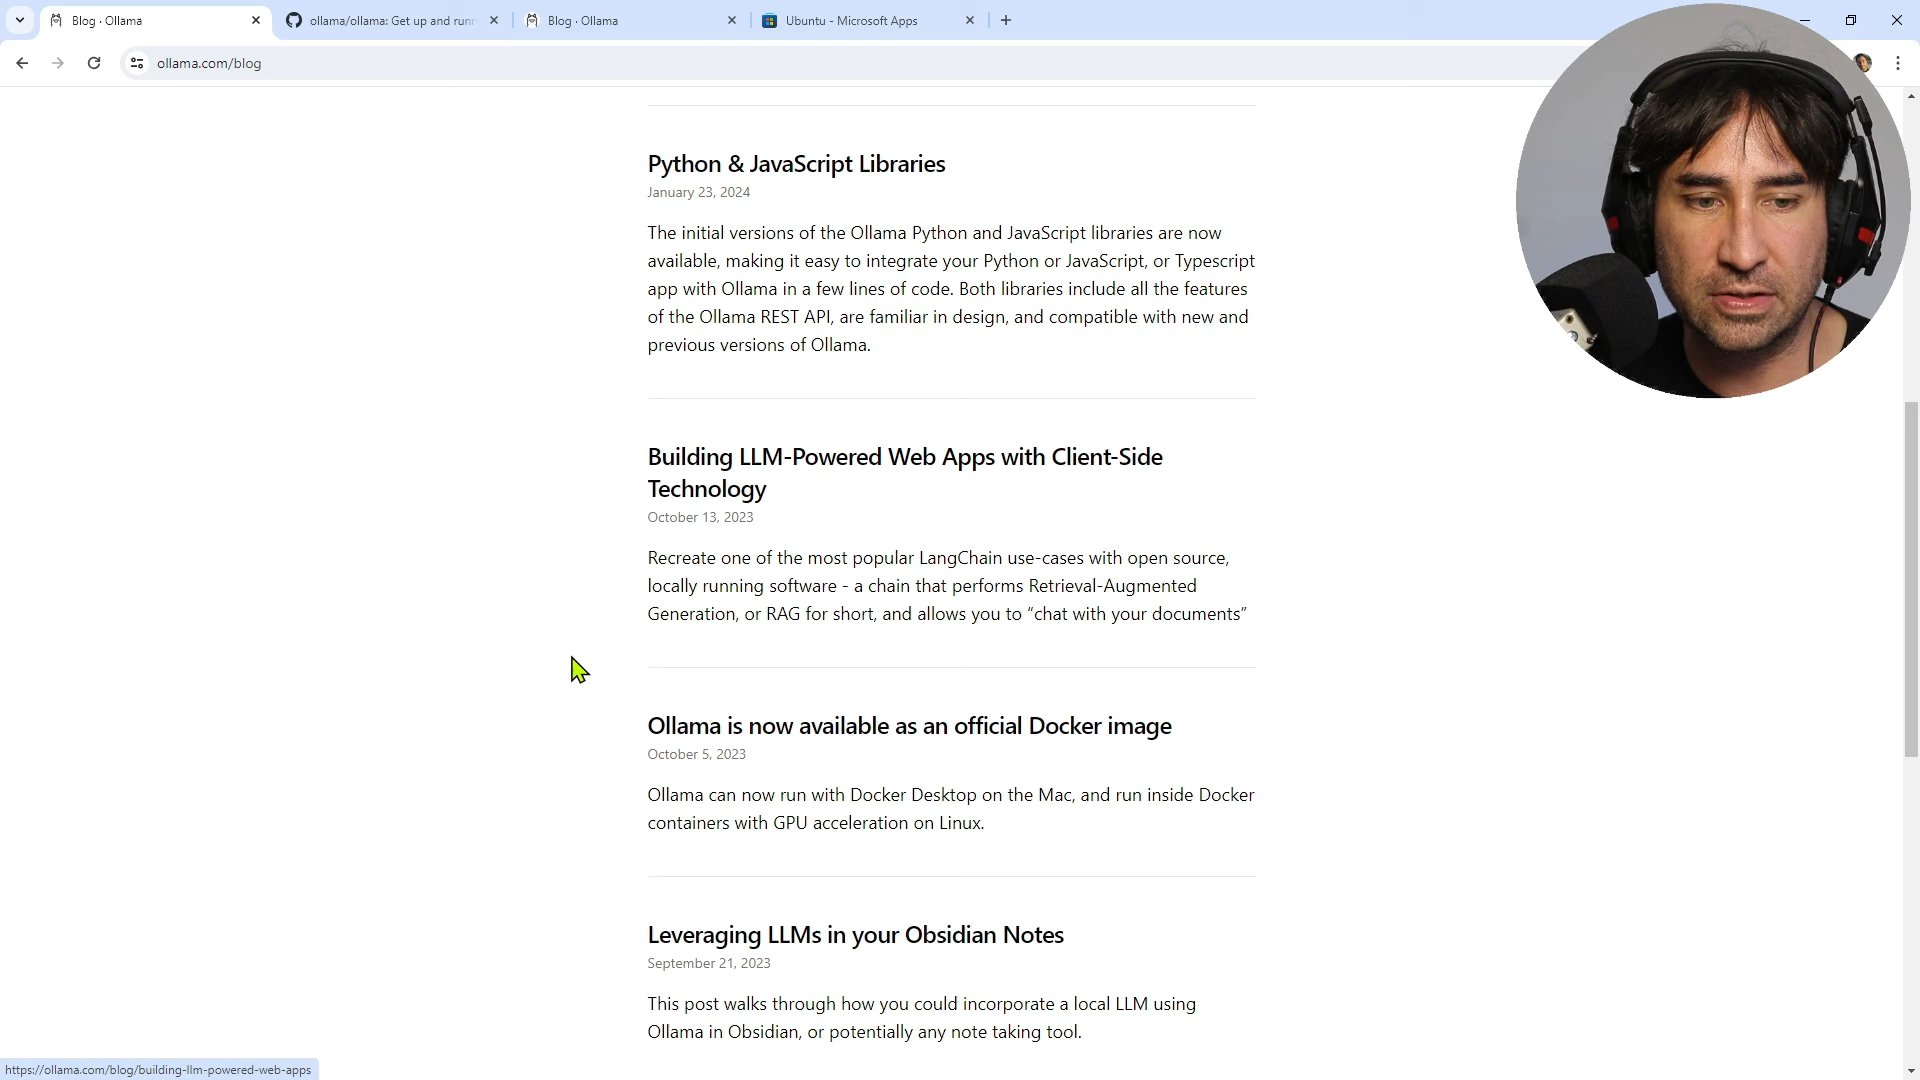 Blog · Ollama
ollama/ollama: Get up and runn
Blog · Ollama
Ubuntu - Microsoft Apps
ollama.com/blog
Python & JavaScript Libraries
January 23, 2024
The initial versions of the Ollama Python and JavaScript libraries are now
available, making it easy to integrate your Python or JavaScript, or Typescript
app with Ollama in a few lines of code. Both libraries include all the features
of the Ollama REST API, are familiar in design, and compatible with new and
previous versions of Ollama.
Building LLM-Powered Web Apps with Client-Side
Technology
October 13, 2023
Recreate one of the most popular LangChain use-cases with open source,
locally running software - a chain that performs Retrieval-Augmented
Generation, or RAG for short, and allows you to “chat with your documents”
Ollama is now available as an official Docker image
October 5, 2023
Ollama can now run with Docker Desktop on the Mac, and run inside Docker
containers with GPU acceleration on Linux.
Leveraging LLMs in your Obsidian Notes
September 21, 2023
This post walks through how you could incorporate a local LLM using
Ollama in Obsidian, or potentially any note taking tool.
https://ollama.com/blog/building-llm-powered-web-apps